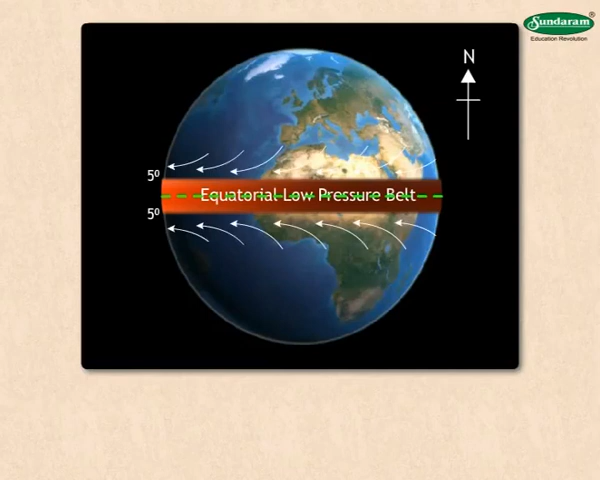 Sundaram®
Education Revolution
N
5⁰
Equatorial Low Pressure Belt
5⁰